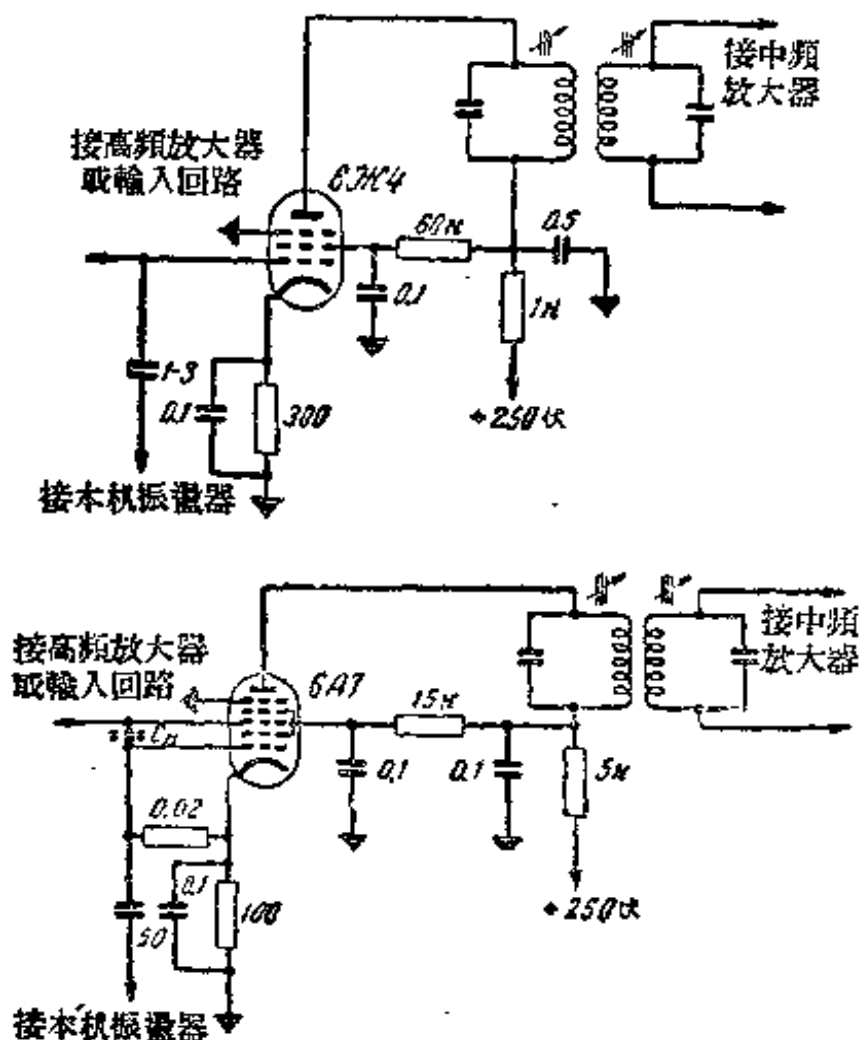 接中頻
放大器
接高頻放大器
或輸入回路
6Ж4
60к
0.5
0.1
1к
1-3
0.1
300
+250伏
接本机振盪器
接中頻
放大器
接高頻放大器
或輸入回路
6A7
Cп
15к
0.1
0.1
5к
0.02
0.1
50
100
+250伏
接本机振盪器